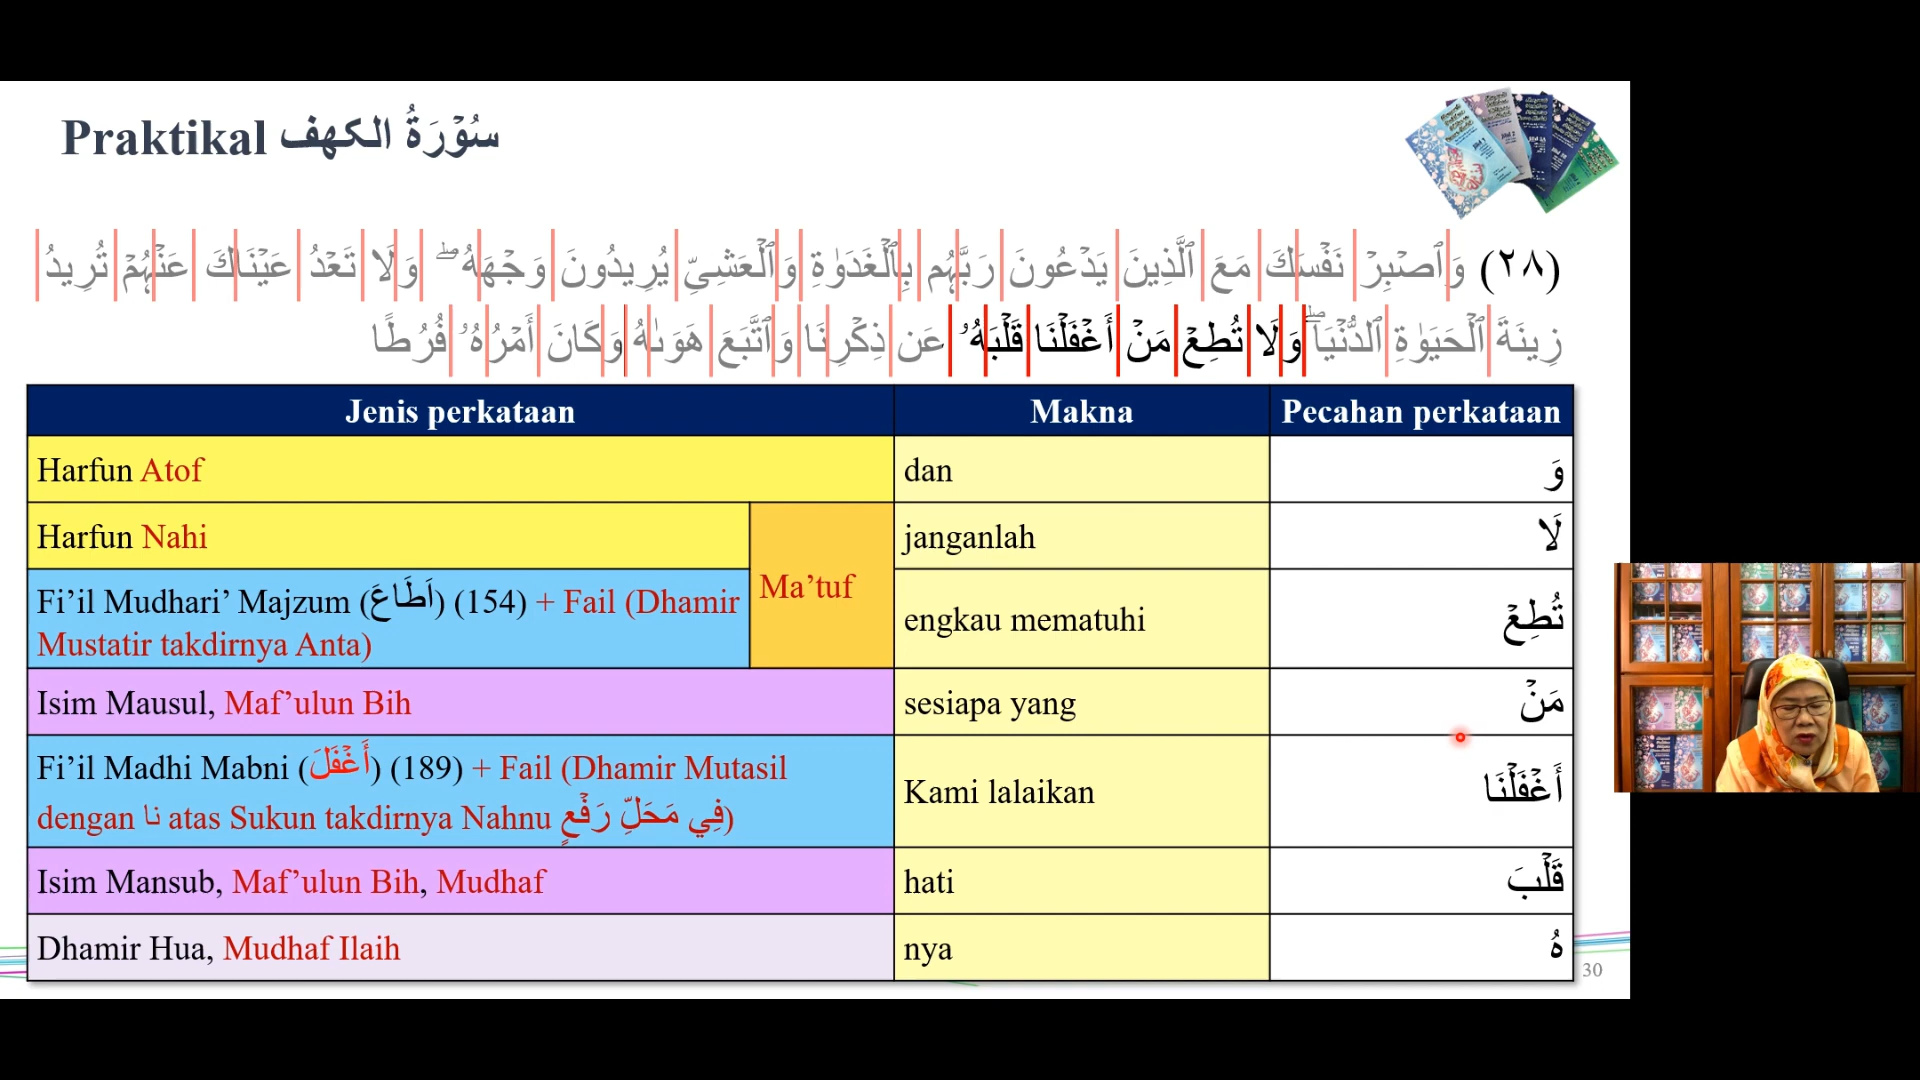 Praktikal سُوْرَةُ الكهف
(٢٨) وَٱصْبِرْ نَفْسَكَ مَعَ ٱلَّذِينَ يَدْعُونَ رَبَّهُم بِٱلْغَدَوٰةِ وَٱلْعَشِىِّ يُرِيدُونَ وَجْهَهُۥ ۖ وَلَا تَعْدُ عَيْنَاكَ عَنْهُمْ تُرِيدُ
زِينَةَ ٱلْحَيَوٰةِ ٱلدُّنْيَا ۖ وَلَا تُطِعْ مَنْ أَغْفَلْنَا قَلْبَهُۥ عَن ذِكْرِنَا وَٱتَّبَعَ هَوَىٰهُ وَكَانَ أَمْرُهُۥ فُرُطًا
Jenis perkataan Makna Pecahan perkataan
Harfun Atof dan وَ
Harfun Nahi janganlah لَا
Ma’tuf
Fi’il Mudhari’ Majzum (اَطَاعَ) (154) + Fail (Dhamir
Mustatir takdirnya Anta) engkau mematuhi تُطِعْ
Isim Mausul, Maf’ulun Bih sesiapa yang مَنْ
Fi’il Madhi Mabni (أَغْفَلَ) (189) + Fail (Dhamir Mutasil
dengan نا atas Sukun takdirnya Nahnu فِي مَحَلِّ رَفْعٍ) Kami lalaikan أَغْفَلْنَا
Isim Mansub, Maf’ulun Bih, Mudhaf hati قَلْبَ
Dhamir Hua, Mudhaf Ilaih nya هُ
30